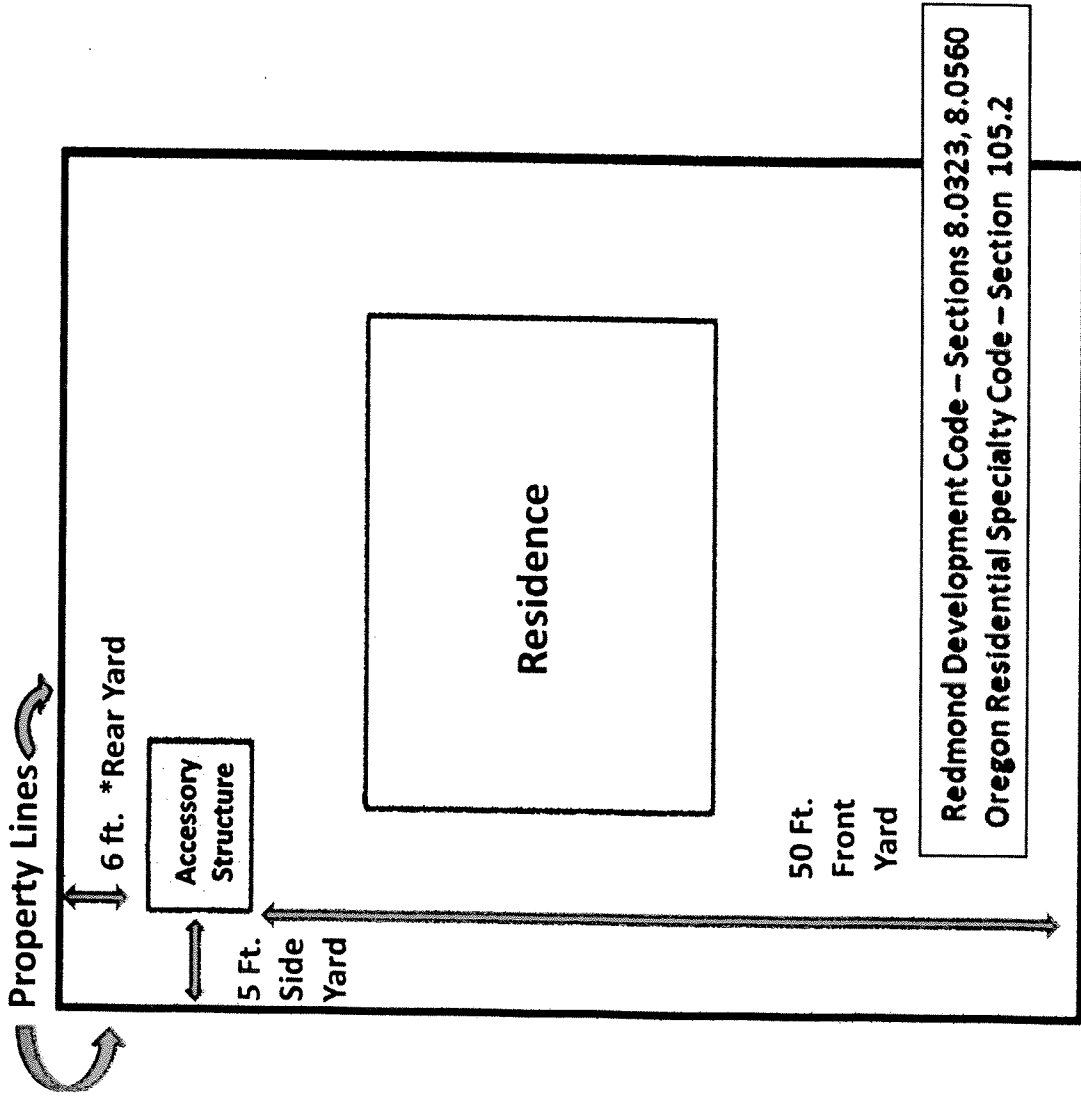 Property Lines
6 ft. *Rear Yard
Accessory
Structure
5 Ft.
Side
Yard
Residence
50 Ft.
Front
Yard
Redmond Development Code – Sections 8.0323, 8.0560
Oregon Residential Specialty Code – Section 105.2